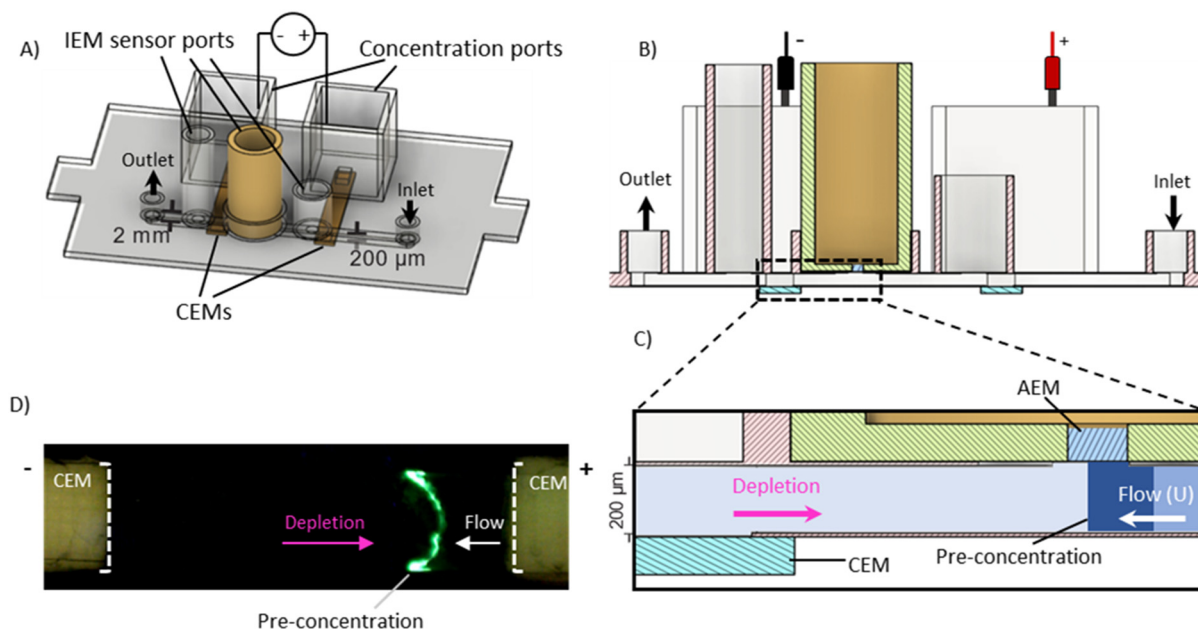 A)
IEM sensor ports
- +
Concentration ports
Outlet
Inlet
2 mm
200 µm
CEMs
B)
-
+
Outlet
Inlet
C)
AEM
Depletion
Flow (U)
200 µm
CEM
Pre-concentration
D)
-
+
CEM
CEM
Depletion
Flow
Pre-concentration